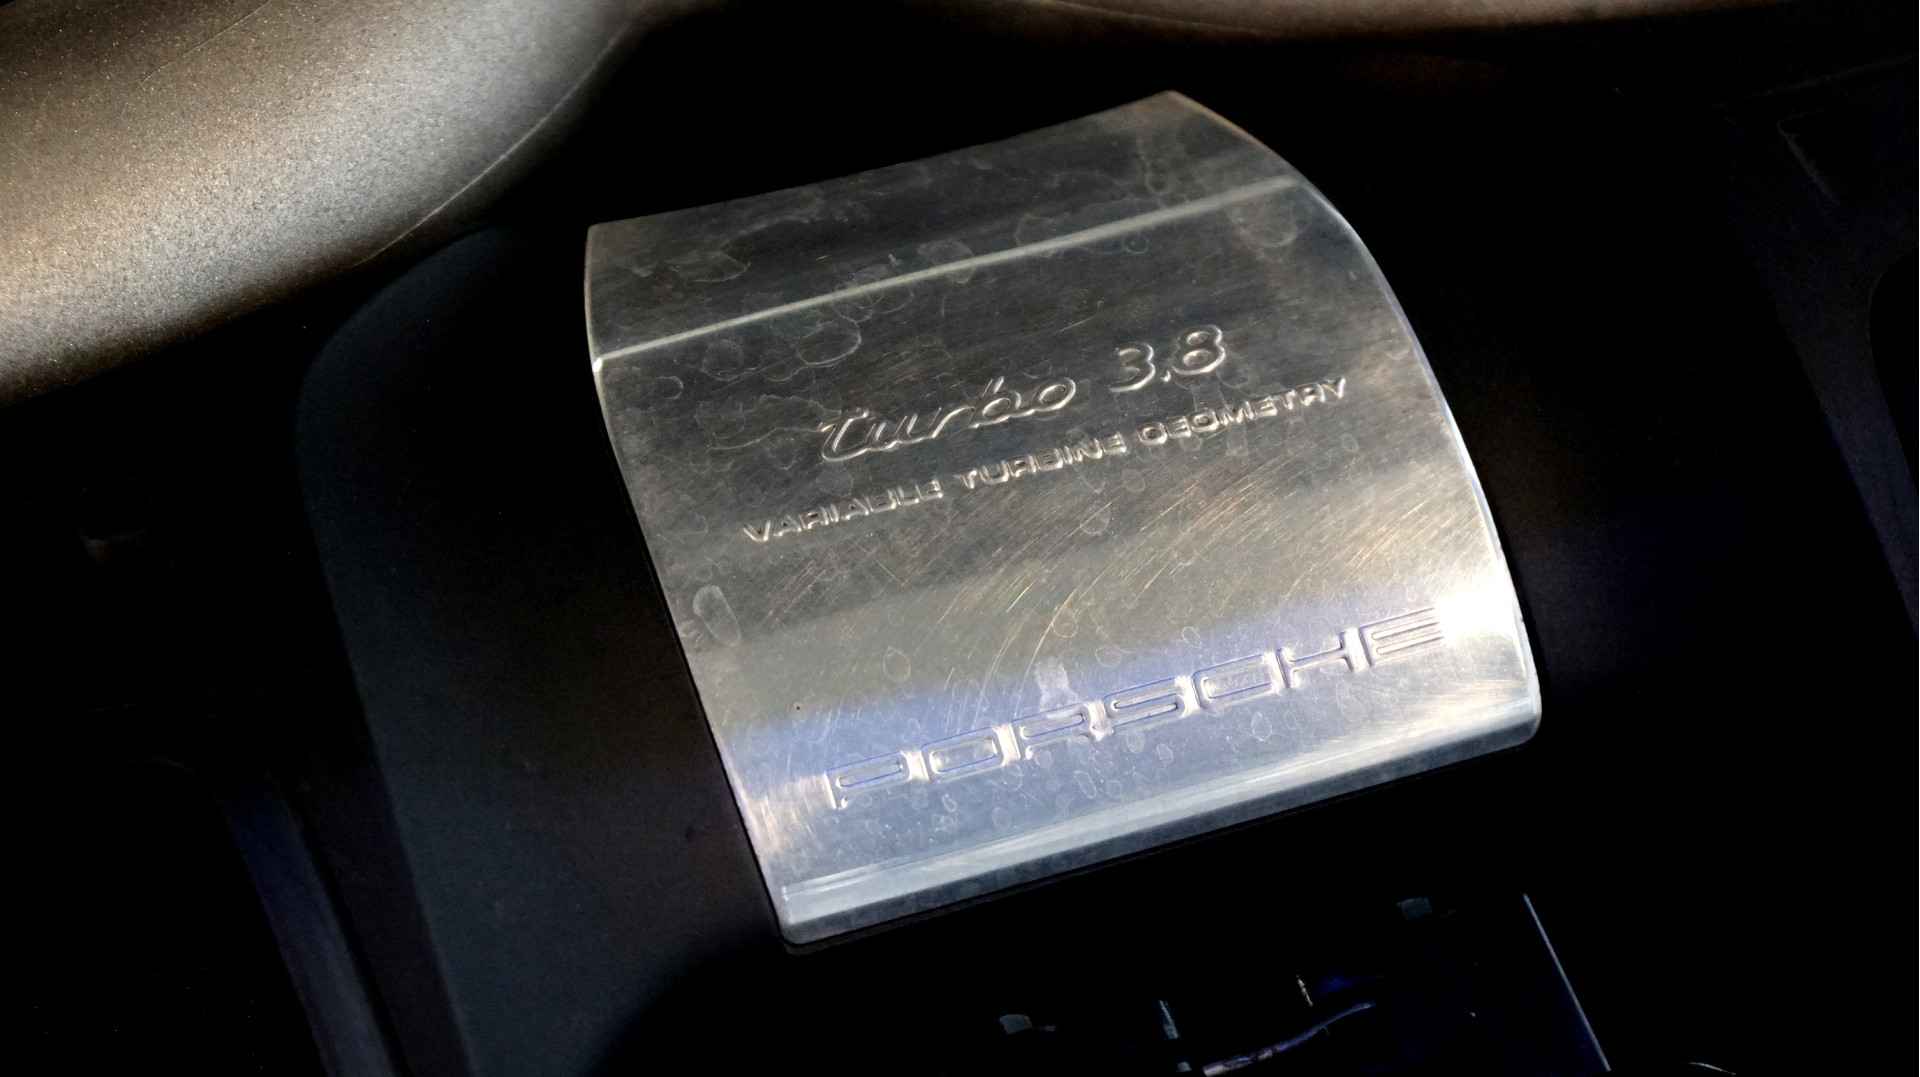 turbo 3.8
VARIABLE TURBINE GEOMETRY
PORSCHE